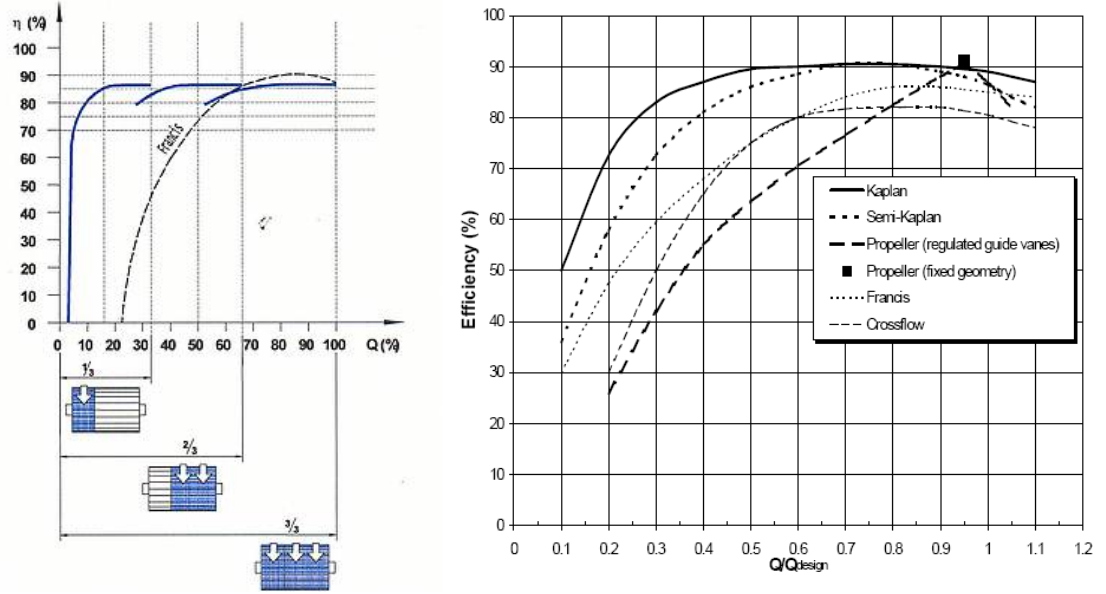 η (%)
100
90
80
70
60
50
40
30
20
10
0
0 10 20 30 40 50 60 70 80 90 100
Q (%)
Francis
1/3
2/3
3/3
Efficiency (%)
100
90
80
70
60
50
90
30
20
10
0
0 0.1 0.2 0.3 0.4 0.5 0.6 0.7 0.8 0.9 1 1.1 1.2
Q/Qdesign
Kaplan
Semi-Kaplan
Propeller (regulated guide vanes)
Propeller (fixed geometry)
Francis
Crossflow